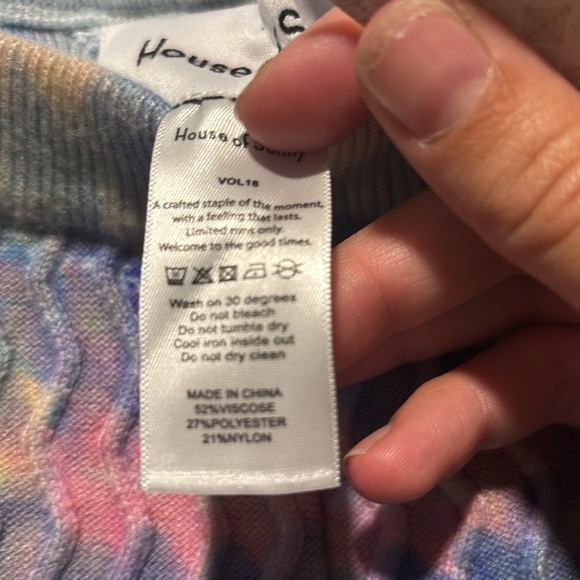 House
House of Sunny
VOL18
A crafted staple of the moment,
with a feeling that lasts.
Limited runs only.
Welcome to the good times.
Wash on 30 degrees
Do not bleach
Do not tumble dry
Cool iron inside out
Do not dry clean
MADE IN CHINA
52%VISCOSE
27%POLYESTER
21%NYLON